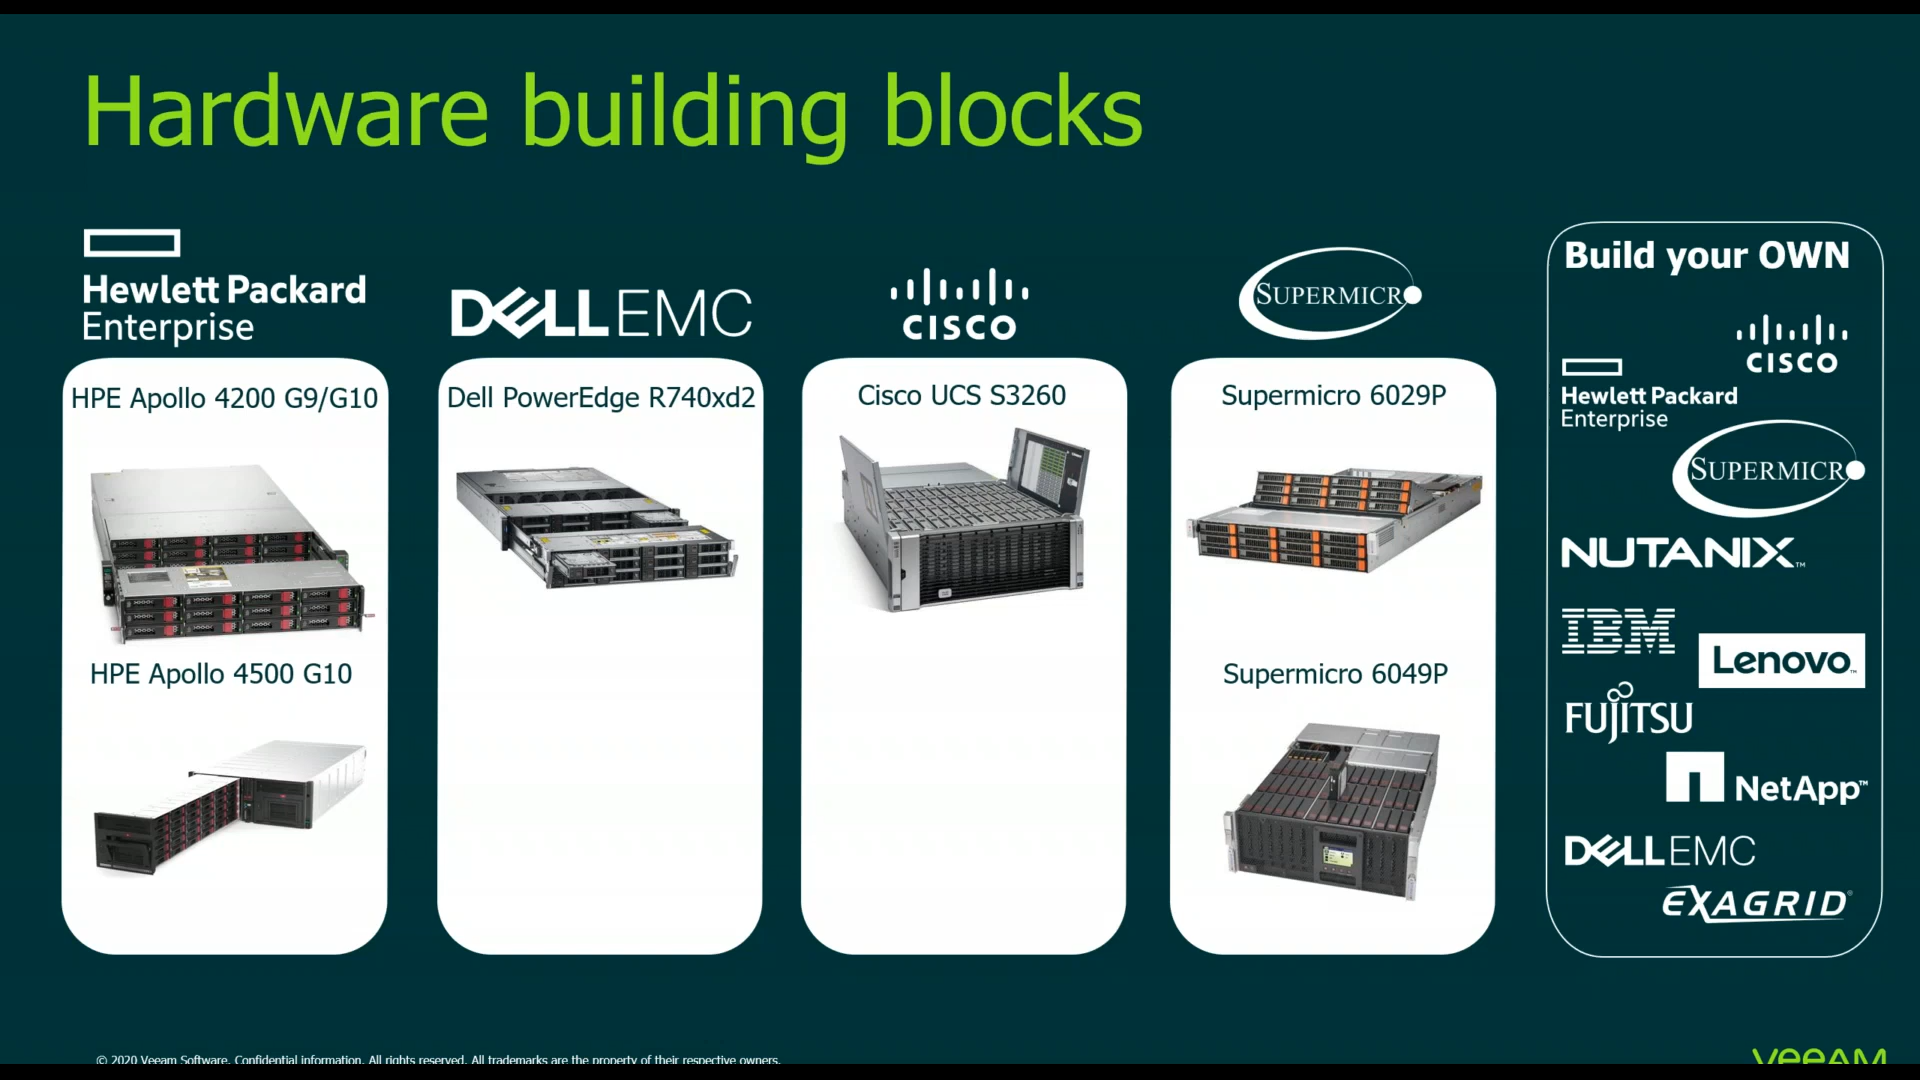 Hardware building blocks
Hewlett Packard
Enterprise
HPE Apollo 4200 G9/G10
HPE Apollo 4500 G10
DELLEMC
Dell PowerEdge R740xd2
CISCO
Cisco UCS S3260
SUPERMICRO
Supermicro 6029P
Supermicro 6049P
Build your OWN
CISCO
Hewlett Packard
Enterprise
SUPERMICRO
NUTANIX™
IBM
Lenovo™
FUJITSU
NetApp™
DELLEMC
EXAGRID®
© 2020 Veeam Software. Confidential information. All rights reserved. All trademarks are the property of their respective owners.
veeAM